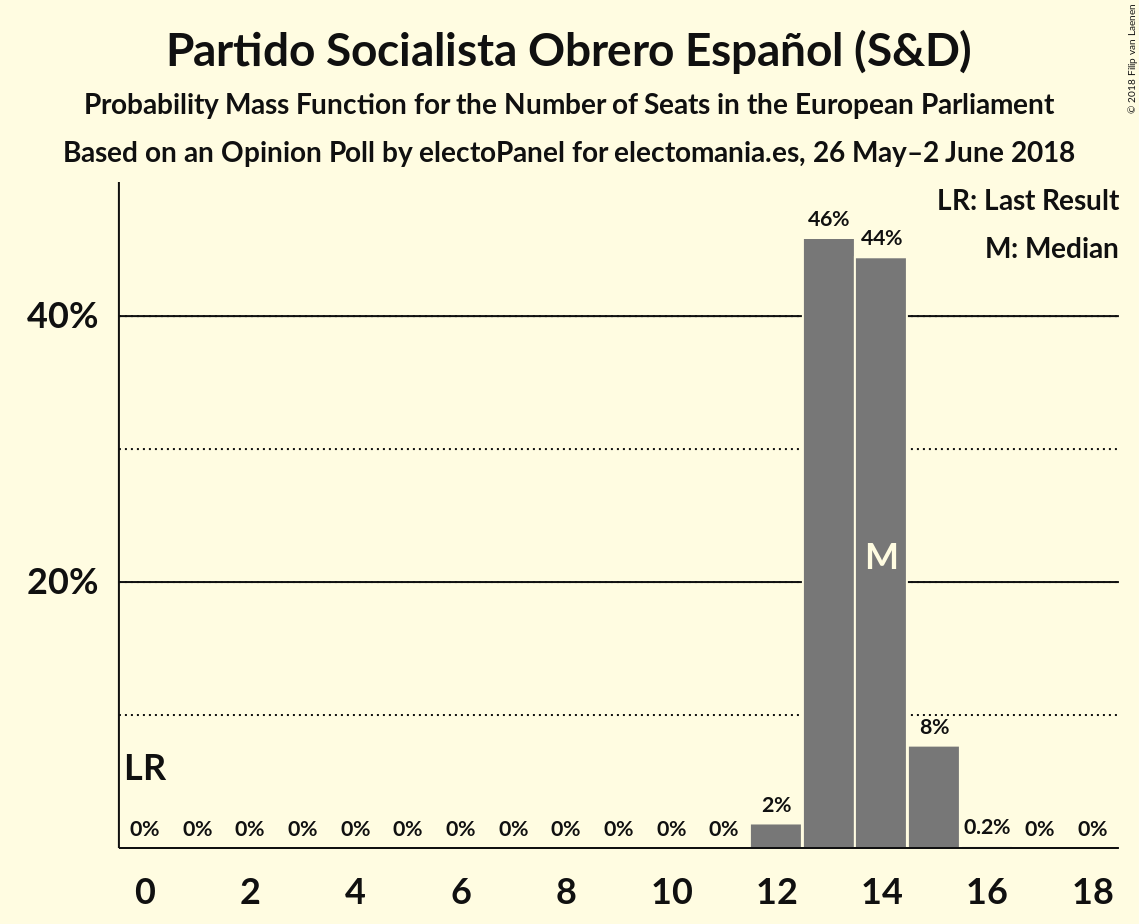 Partido Socialista Obrero Español (S&D)
Probability Mass Function for the Number of Seats in the European Parliament
Based on an Opinion Poll by electoPanel for electomania.es, 26 May–2 June 2018
© 2018 Filip van Laenen
LR: Last Result
M: Median
46%
44%
40%
M
20%
8%
LR
2%
0% 0% 0% 0% 0% 0% 0% 0% 0% 0% 0% 0% 0.2% 0% 0%
0 2 4 6 8 10 12 14 16 18